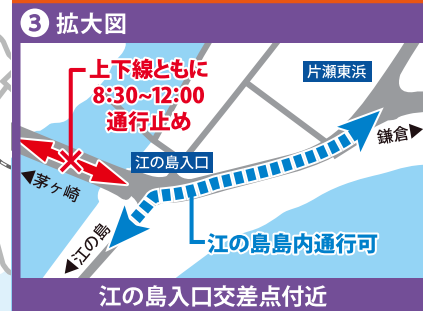 ③ 拡大図
上下線ともに
8:30~12:00
通行止め
片瀬東浜
鎌倉▶
江の島入口
◀茅ヶ崎
◀江の島
江の島島内通行可
江の島入口交差点付近